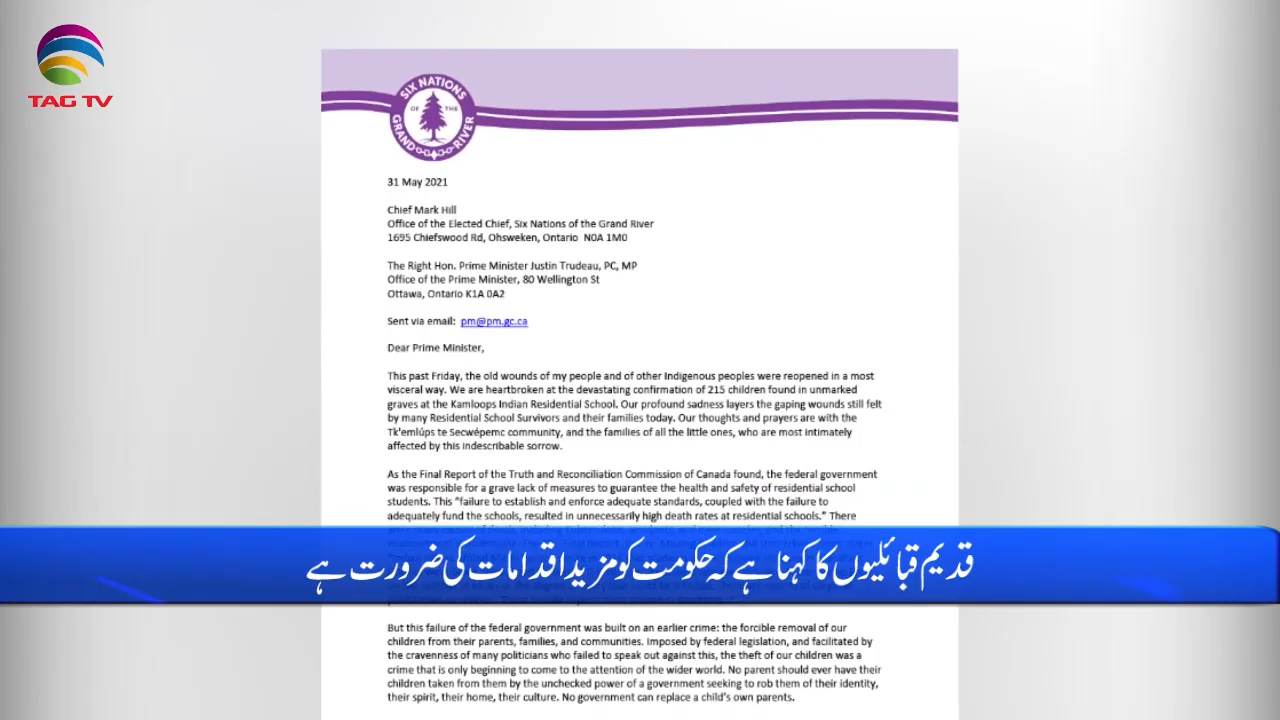 TAG TV
SIX NATIONS
OF THE
GRAND RIVER
31 May 2021
Chief Mark Hill
Office of the Elected Chief, Six Nations of the Grand River
1695 Chiefswood Rd, Ohsweken, Ontario N0A 1M0
The Right Hon. Prime Minister Justin Trudeau, PC, MP
Office of the Prime Minister, 80 Wellington St
Ottawa, Ontario K1A 0A2
Sent via email: pm@pm.gc.ca
Dear Prime Minister,
This past Friday, the old wounds of my people and of other Indigenous peoples were reopened in a most
visceral way. We are heartbroken at the devastating confirmation of 215 children found in unmarked
graves at the Kamloops Indian Residential School. Our profound sadness layers the gaping wounds still felt
by many Residential School Survivors and their families today. Our thoughts and prayers are with the
Tk'emlúps te Secwépemc community, and the families of all the little ones, who are most intimately
affected by this indescribable sorrow.
As the Final Report of the Truth and Reconciliation Commission of Canada found, the federal government
was responsible for a grave lack of measures to guarantee the health and safety of residential school
students. This "failure to establish and enforce adequate standards, coupled with the failure to
adequately fund the schools, resulted in unnecessarily high death rates at residential schools." There
قدیم قبائلیوں کا کہنا ہے کہ حکومت کو مزید اقدامات کی ضرورت ہے
But this failure of the federal government was built on an earlier crime: the forcible removal of our
children from their parents, families, and communities. Imposed by federal legislation, and facilitated by
the cravenness of many politicians who failed to speak out against this, the theft of our children was a
crime that is only beginning to come to the attention of the wider world. No parent should ever have their
children taken from them by the unchecked power of a government seeking to rob them of their identity,
their spirit, their home, their culture. No government can replace a child's own parents.